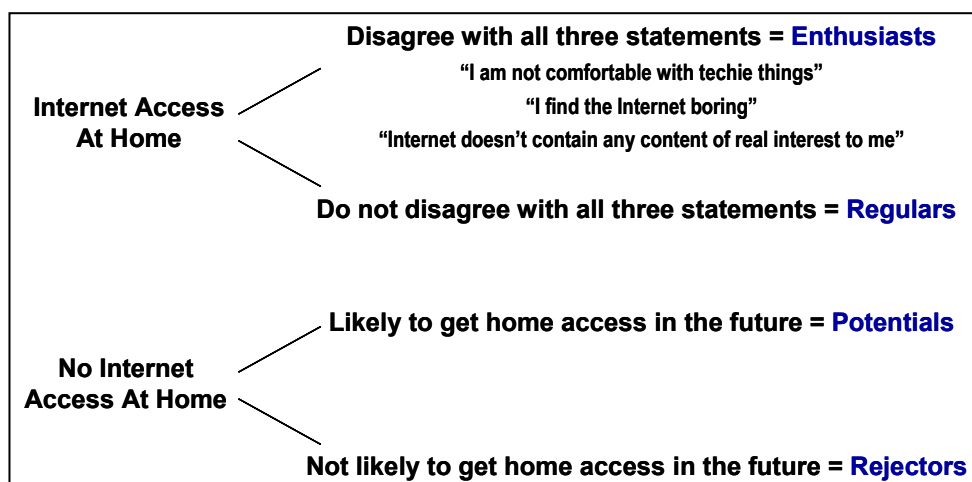 Disagree with all three statements = Enthusiasts
“I am not comfortable with techie things”
“I find the Internet boring”
“Internet doesn’t contain any content of real interest to me”
Internet Access
At Home
Do not disagree with all three statements = Regulars
Likely to get home access in the future = Potentials
No Internet
Access At Home
Not likely to get home access in the future = Rejectors